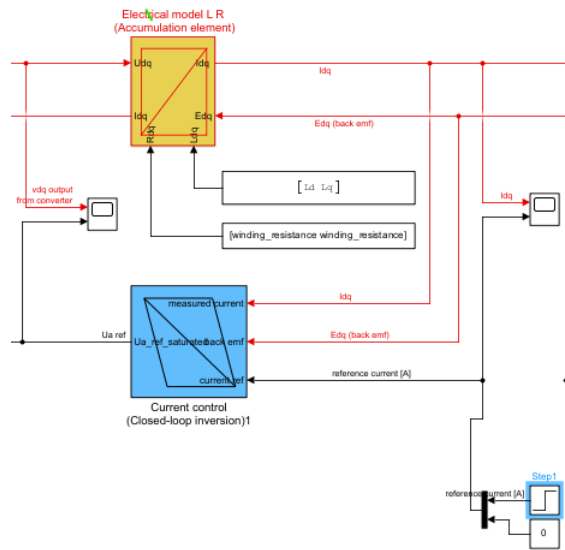 Electrical model L R
(Accumulation element)
Udq
Idq
Idq
Idq
Edq
Edq (back emf)
Rdq
Ldq
[ Ld Lq ]
vdq output
from converter
Idq
[winding_resistance winding_resistance]
measured current
Idq
Ua ref
Ua_ref_saturated
back emf
Edq (back emf)
current ref
reference current [A]
Current control
(Closed-loop inversion)1
Step1
reference current [A]
0